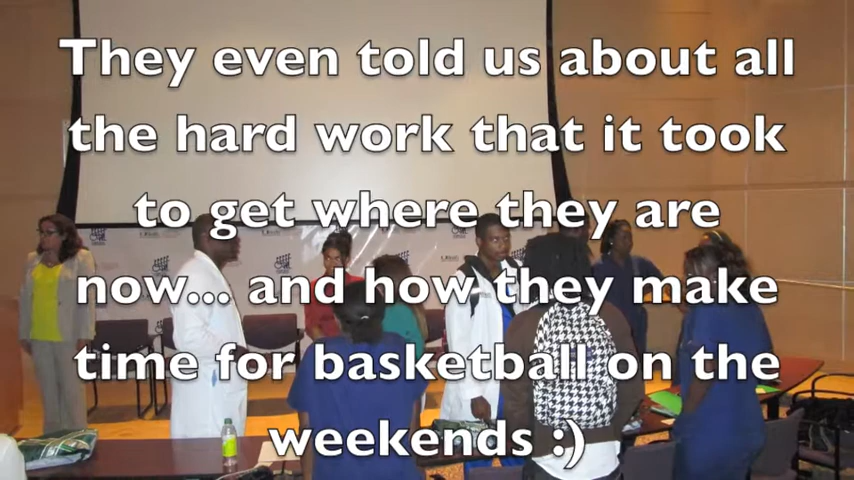 They even told us about all
the hard work that it took
to get where they are
now... and how they make
time for basketball on the
weekends :)